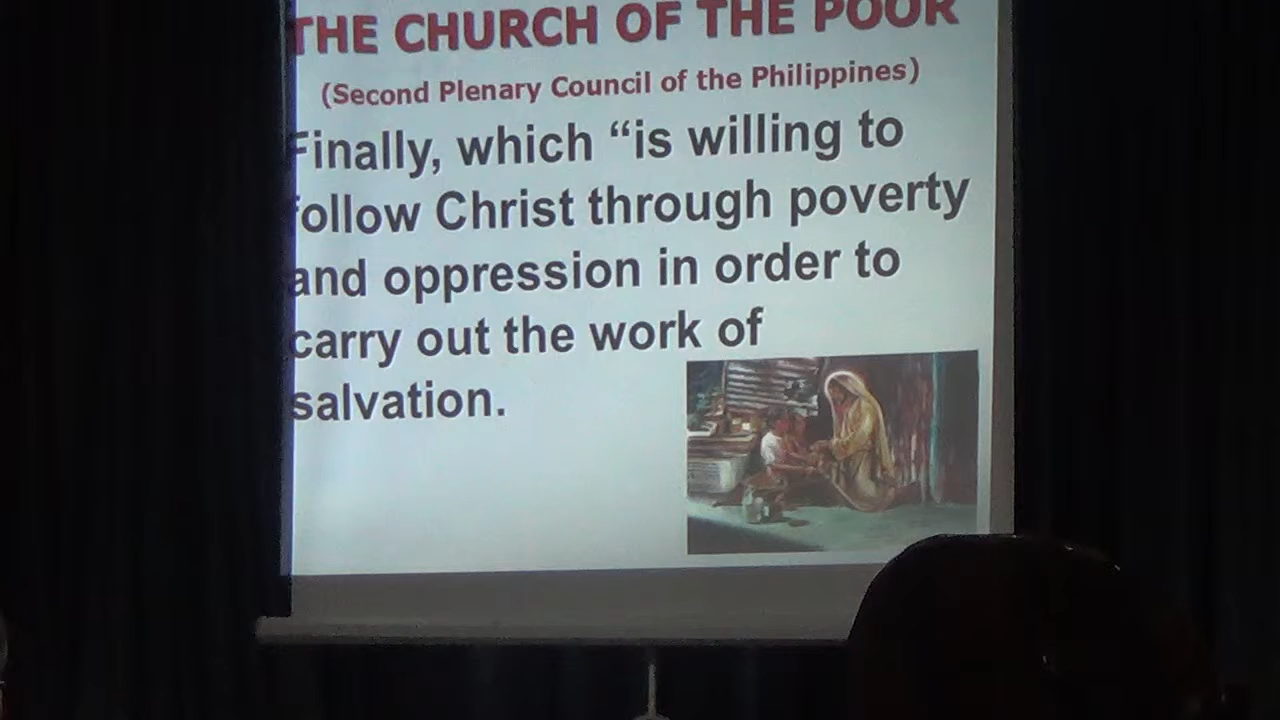 THE CHURCH OF THE POOR
(Second Plenary Council of the Philippines)
Finally, which “is willing to
follow Christ through poverty
and oppression in order to
carry out the work of
salvation.